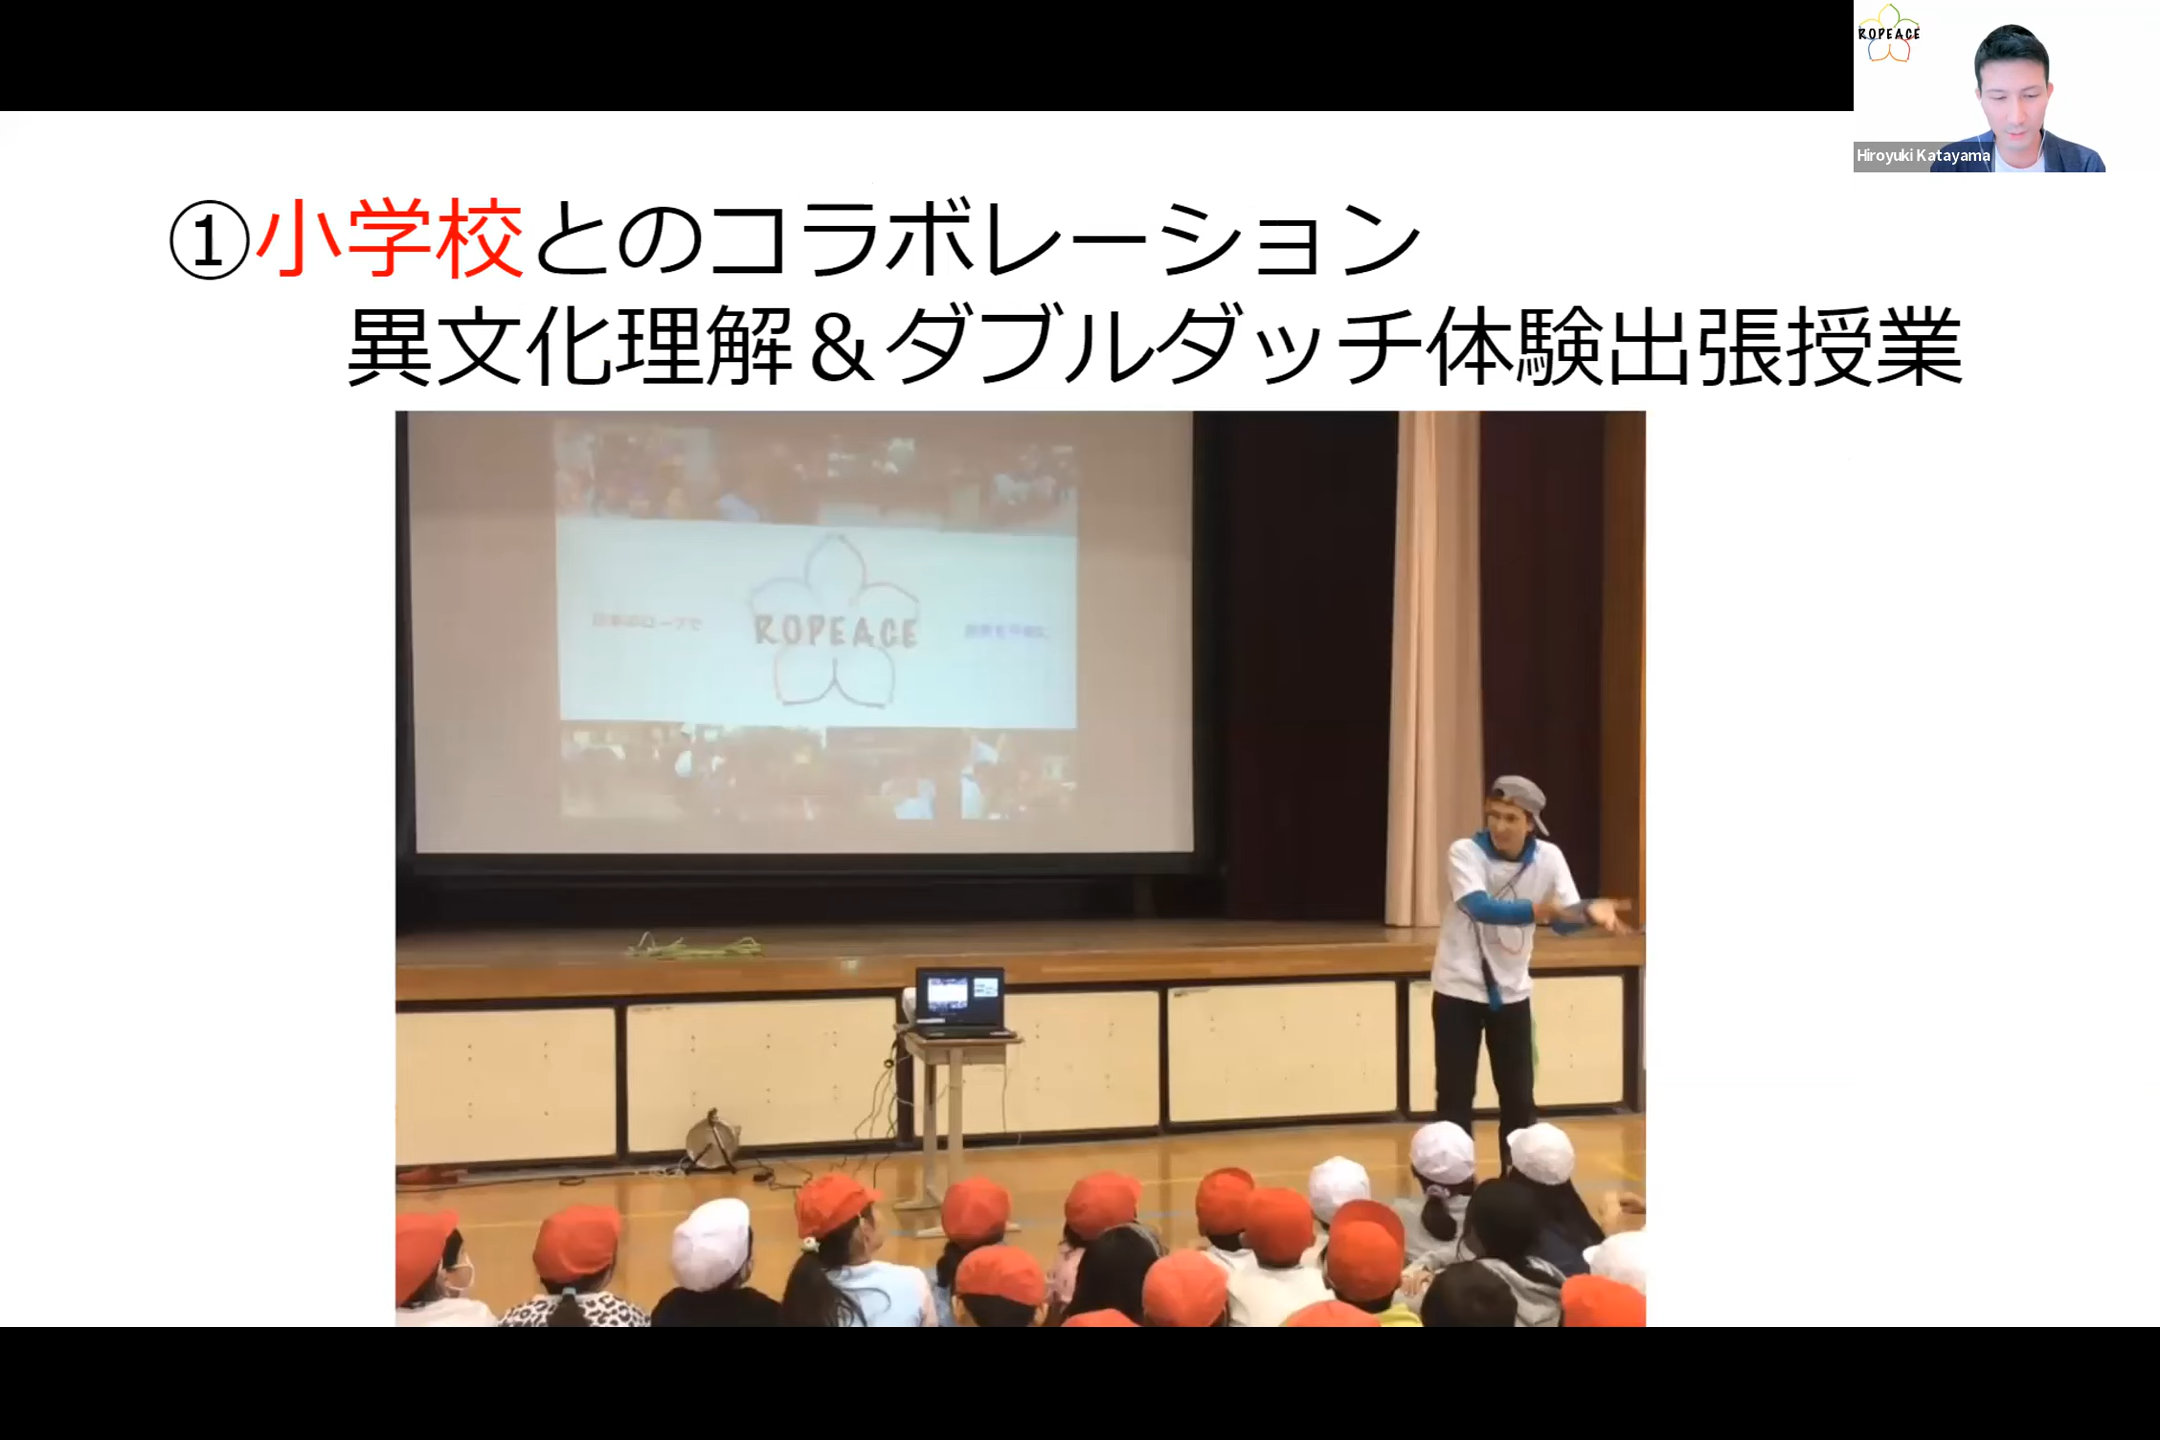 ROPEACE
Hiroyuki Katayama
①小学校とのコラボレーション
異文化理解＆ダブルダッチ体験出張授業
ROPEACE